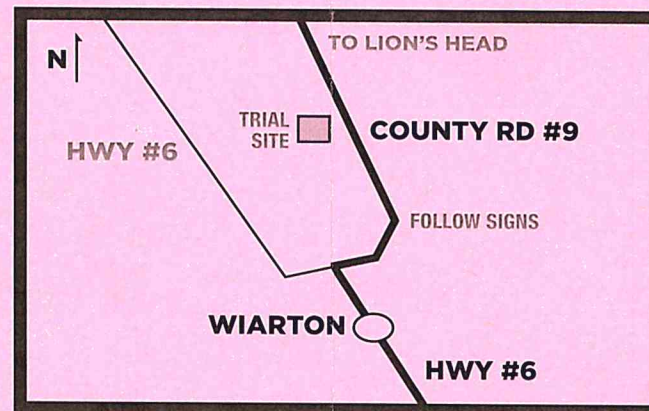 TO LION'S HEAD
N
TRIAL
SITE
COUNTY RD #9
HWY #6
FOLLOW SIGNS
WIARTON
HWY #6